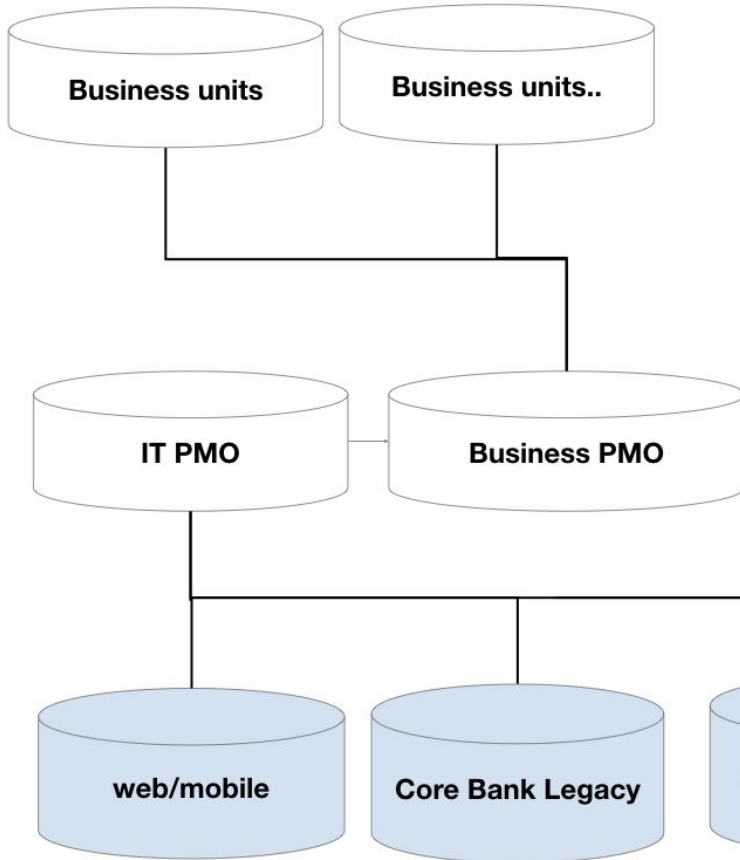 Business units
Business units..
IT PMO
Business PMO
web/mobile
Core Bank Legacy